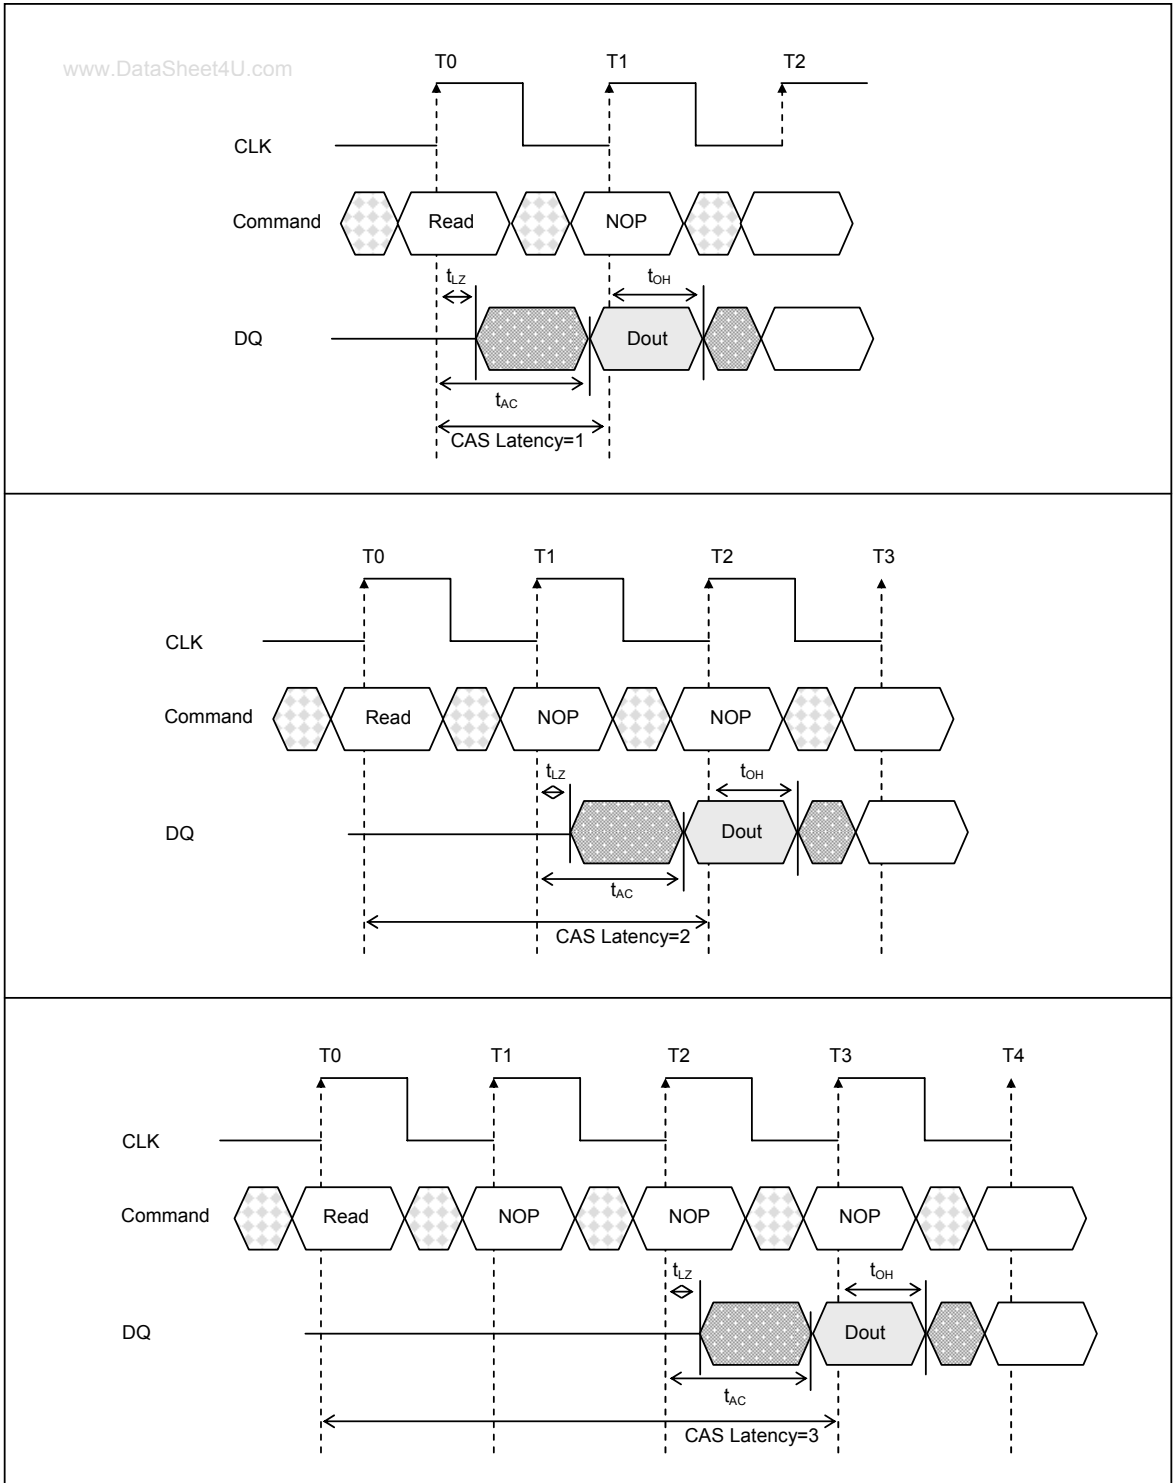 www.DataSheet4U.com
T0 T1 T2
CLK
Command Read NOP
tLZ tOH
DQ Dout
tAC
CAS Latency=1
T0 T1 T2 T3
CLK
Command Read NOP NOP
tLZ tOH
DQ Dout
tAC
CAS Latency=2
T0 T1 T2 T3 T4
CLK
Command Read NOP NOP NOP
tLZ tOH
DQ Dout
tAC
CAS Latency=3